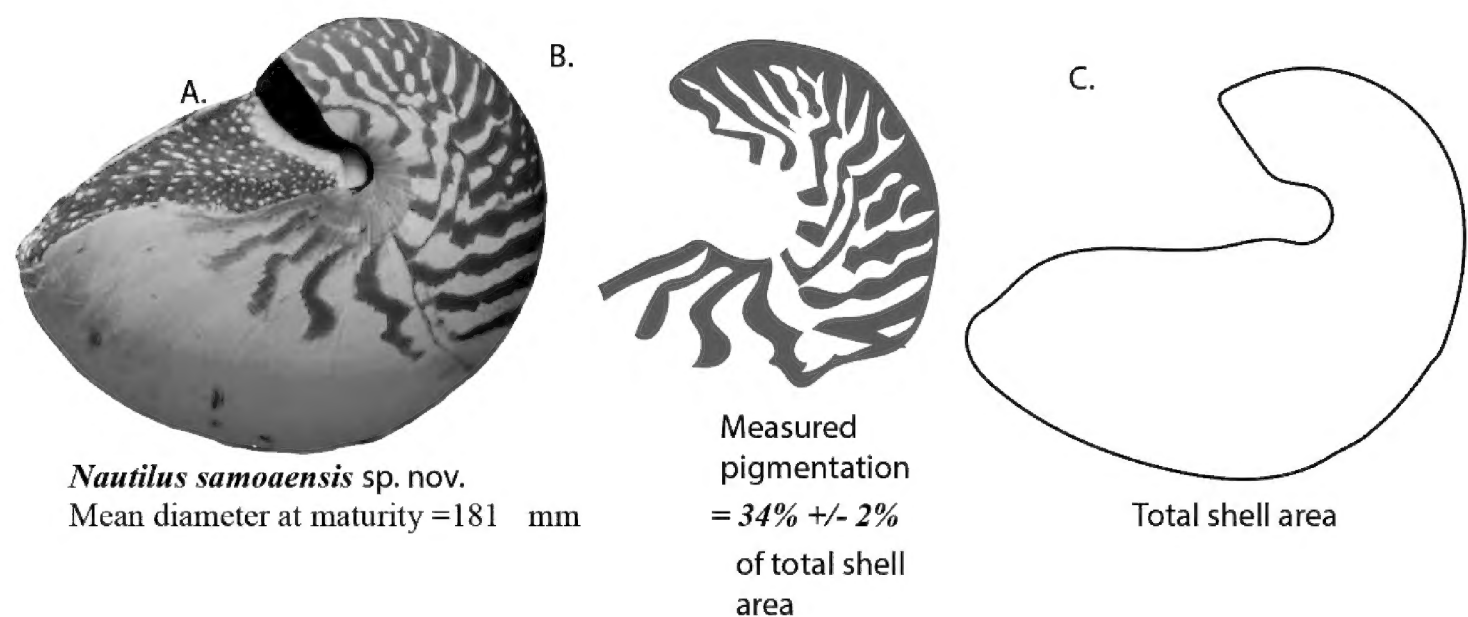 A.
B.
C.
Nautilus samoaensis sp. nov.
Mean diameter at maturity =181 mm
Measured
pigmentation
= 34% +/- 2%
of total shell
area
Total shell area